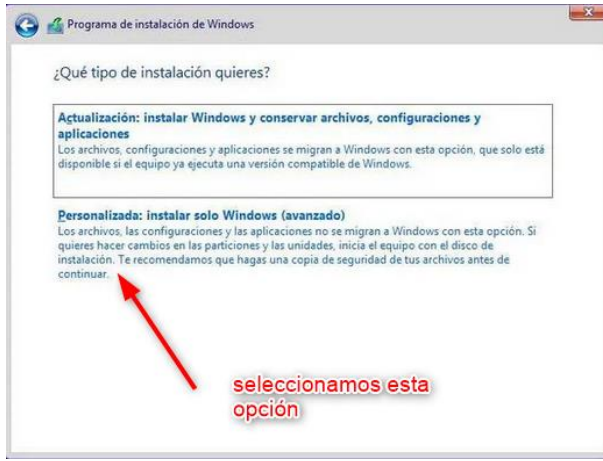 Programa de instalación de Windows
¿Qué tipo de instalación quieres?
Actualización: instalar Windows y conservar archivos, configuraciones y
aplicaciones
Los archivos, configuraciones y aplicaciones se migran a Windows con esta opción, que solo está
disponible si el equipo ya ejecuta una versión compatible de Windows.
Personalizada: instalar solo Windows (avanzado)
Los archivos, las configuraciones y las aplicaciones no se migran a Windows con esta opción. Si
quieres hacer cambios en las particiones y las unidades, inicia el equipo con el disco de
instalación. Te recomendamos que hagas una copia de seguridad de tus archivos antes de
continuar.
seleccionamos esta
opción